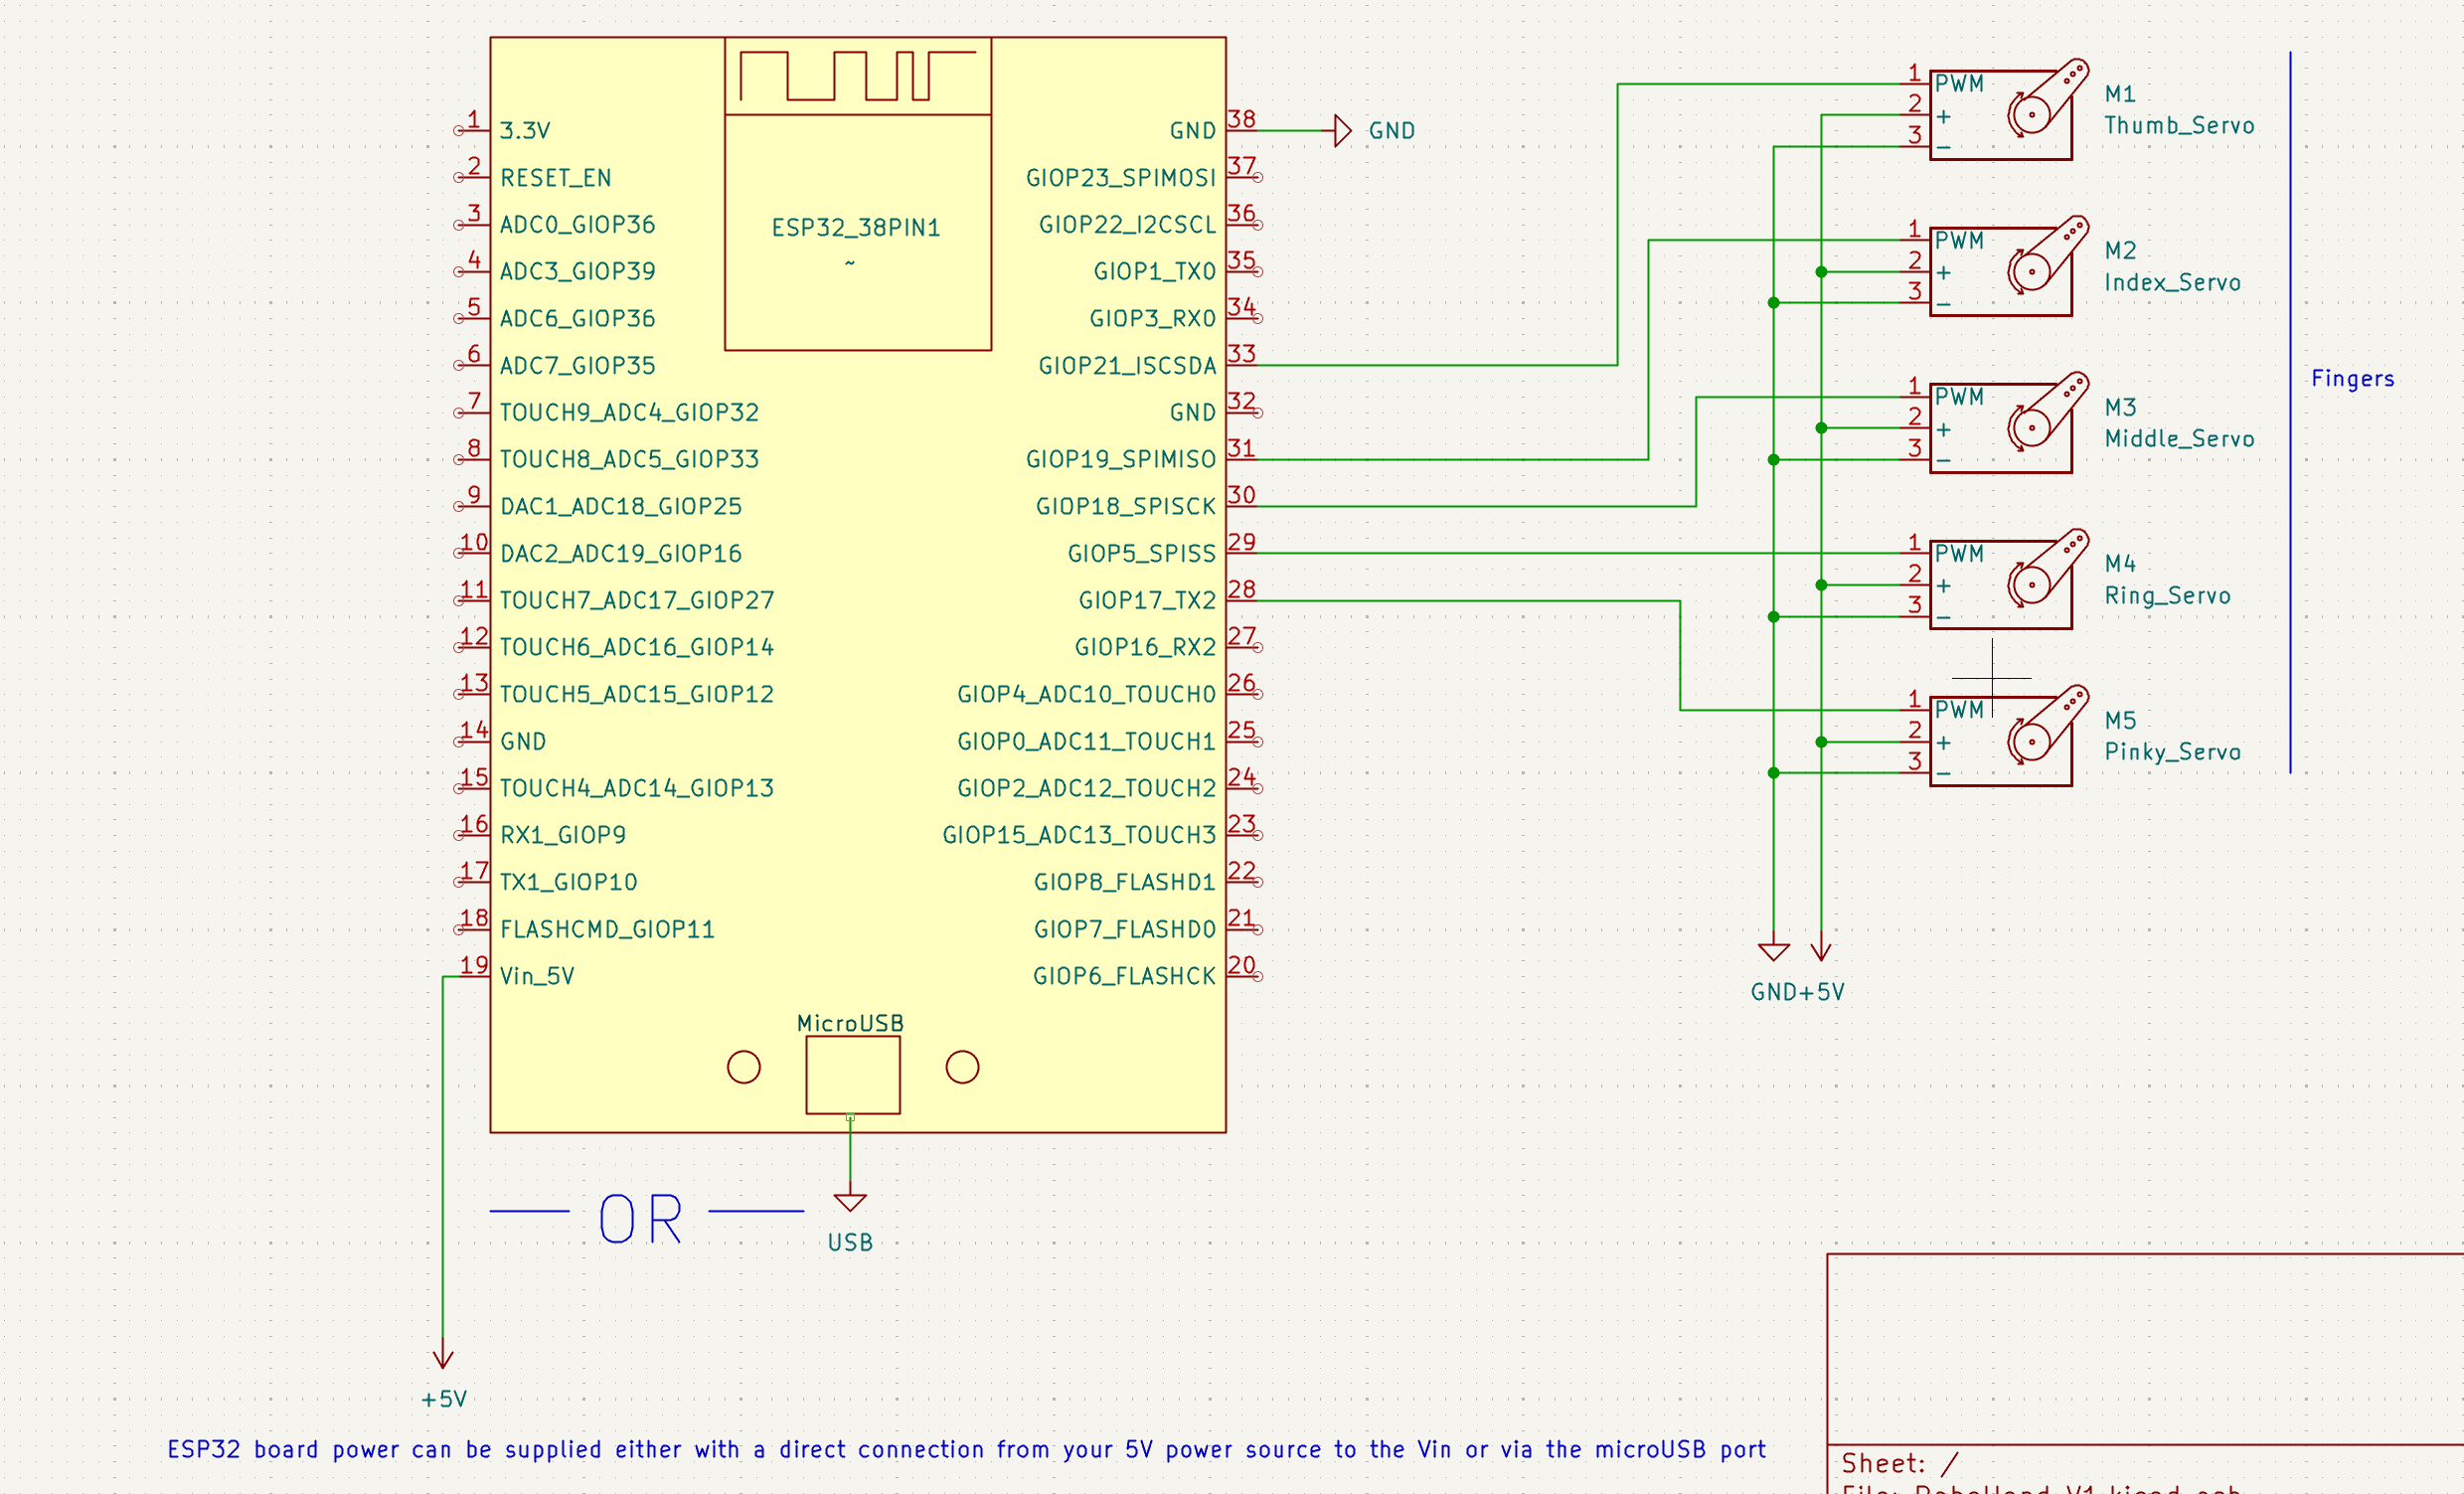 1 3.3V
2 RESET_EN
3 ADC0_GIOP36
4 ADC3_GIOP39
5 ADC6_GIOP36
6 ADC7_GIOP35
7 TOUCH9_ADC4_GIOP32
8 TOUCH8_ADC5_GIOP33
9 DAC1_ADC18_GIOP25
10 DAC2_ADC19_GIOP16
11 TOUCH7_ADC17_GIOP27
12 TOUCH6_ADC16_GIOP14
13 TOUCH5_ADC15_GIOP12
14 GND
15 TOUCH4_ADC14_GIOP13
16 RX1_GIOP9
17 TX1_GIOP10
18 FLASHCMD_GIOP11
19 Vin_5V
ESP32_38PIN1
~
GND 38 GND
GIOP23_SPIMOSI 37
GIOP22_I2CSCL 36
GIOP1_TX0 35
GIOP3_RX0 34
GIOP21_ISCSDA 33
GND 32
GIOP19_SPIMISO 31
GIOP18_SPISCK 30
GIOP5_SPISS 29
GIOP17_TX2 28
GIOP16_RX2 27
GIOP4_ADC10_TOUCH0 26
GIOP0_ADC11_TOUCH1 25
GIOP2_ADC12_TOUCH2 24
GIOP15_ADC13_TOUCH3 23
GIOP8_FLASHD1 22
GIOP7_FLASHD0 21
GIOP6_FLASHCK 20
MicroUSB
OR
USB
+5V
ESP32 board power can be supplied either with a direct connection from your 5V power source to the Vin or via the microUSB port
1 PWM
2 +
3 −
M1
Thumb_Servo
1 PWM
2 +
3 −
M2
Index_Servo
1 PWM
2 +
3 −
M3
Middle_Servo
1 PWM
2 +
3 −
M4
Ring_Servo
1 PWM
2 +
3 −
M5
Pinky_Servo
Fingers
GND +5V
Sheet: /
File: RoboHand_V1.kicad_sch